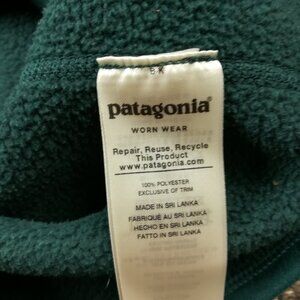 patagonia®
WORN WEAR
Repair, Reuse, Recycle
This Product
www.patagonia.com
100% POLYESTER
EXCLUSIVE OF TRIM
MADE IN SRI LANKA
FABRIQUÉ AU SRI LANKA
HECHO EN SRI LANKA
FATTO IN SRI LANKA